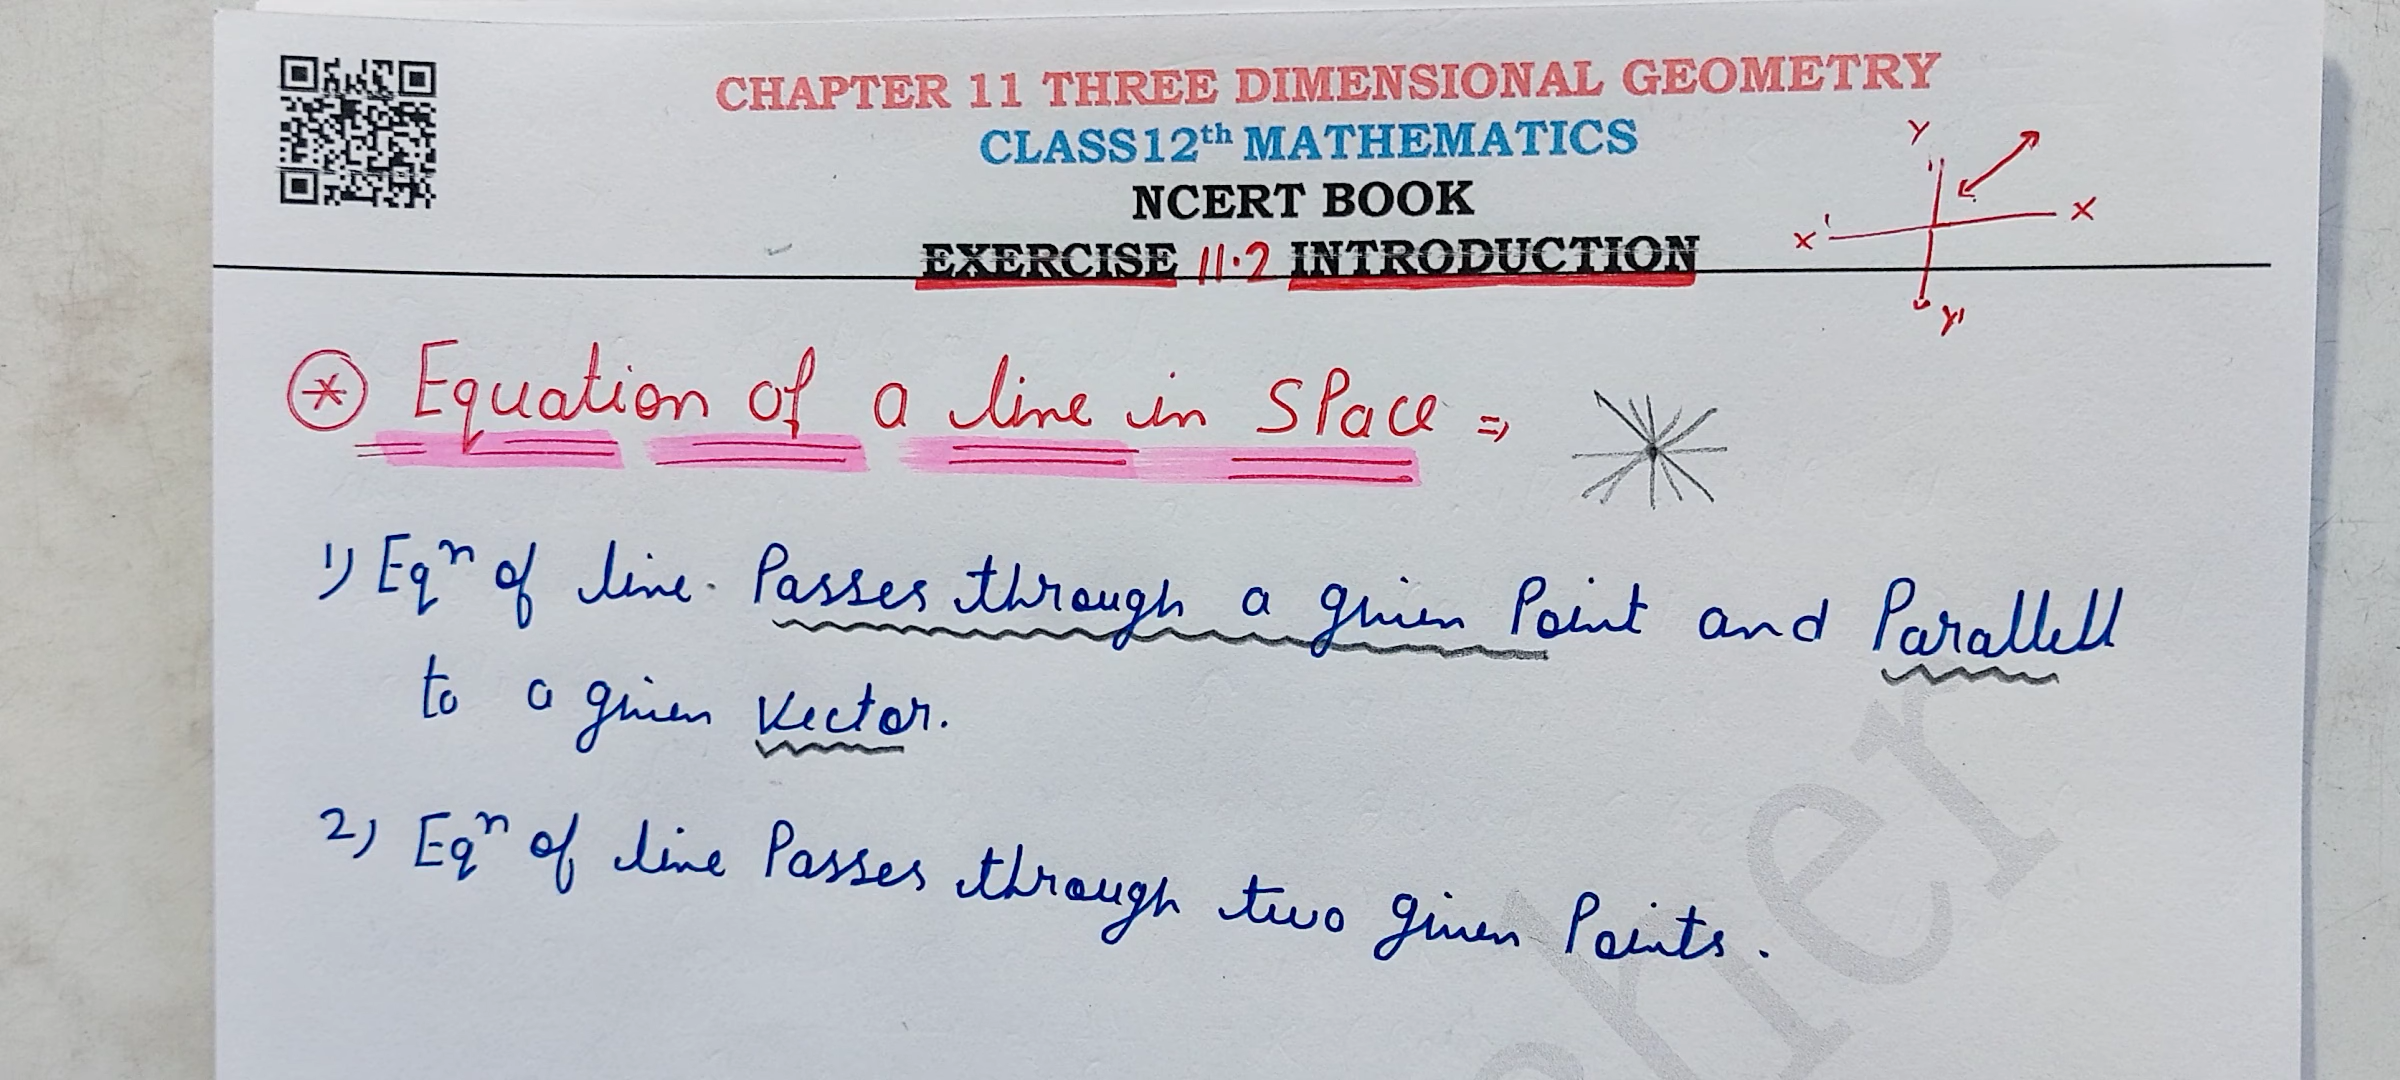 CHAPTER 11 THREE DIMENSIONAL GEOMETRY
CLASS12th MATHEMATICS
NCERT BOOK
EXERCISE 11.2 INTRODUCTION
Y
X' X
Y'
* Equation of a line in SPace =>
1) Eqn of line. Passes through a given Point and Parallell
to a given Vector.
2) Eqn of line Passes through two given Points.
her